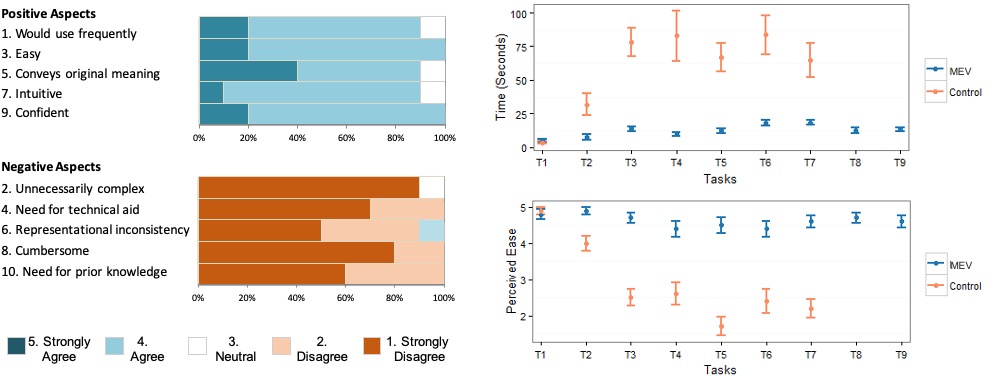 Positive Aspects
1. Would use frequently
3. Easy
5. Conveys original meaning
7. Intuitive
9. Confident
0% 20% 40% 60% 80% 100%
Negative Aspects
2. Unnecessarily complex
4. Need for technical aid
6. Representational inconsistency
8. Cumbersome
10. Need for prior knowledge
0% 20% 40% 60% 80% 100%
5. Strongly Agree
4. Agree
3. Neutral
2. Disagree
1. Strongly Disagree
Time (Seconds)
100
75
50
25
0
T1 T2 T3 T4 T5 T6 T7 T8 T9
Tasks
MEV
Control
Perceived Ease
5
4
3
2
T1 T2 T3 T4 T5 T6 T7 T8 T9
Tasks
MEV
Control